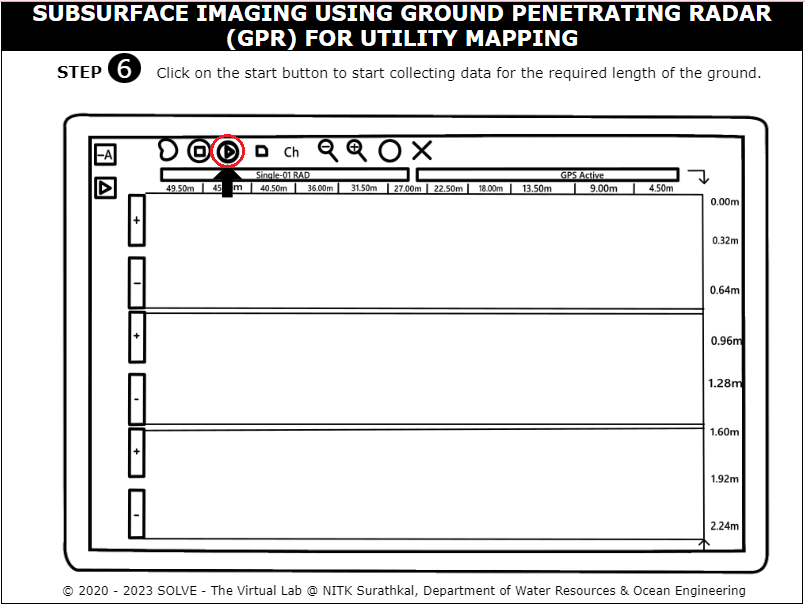 SUBSURFACE IMAGING USING GROUND PENETRATING RADAR
(GPR) FOR UTILITY MAPPING
STEP 6 Click on the start button to start collecting data for the required length of the ground.
–A
Ch
Single-01 RAD GPS Active
49.50m 40.50m 36.00m 31.50m 27.00m 22.50m 18.00m 13.50m 9.00m 4.50m
0.00m
+
0.32m
–
0.64m
+
0.96m
1.28m
-
1.60m
+
1.92m
-
2.24m
© 2020 - 2023 SOLVE - The Virtual Lab @ NITK Surathkal, Department of Water Resources & Ocean Engineering